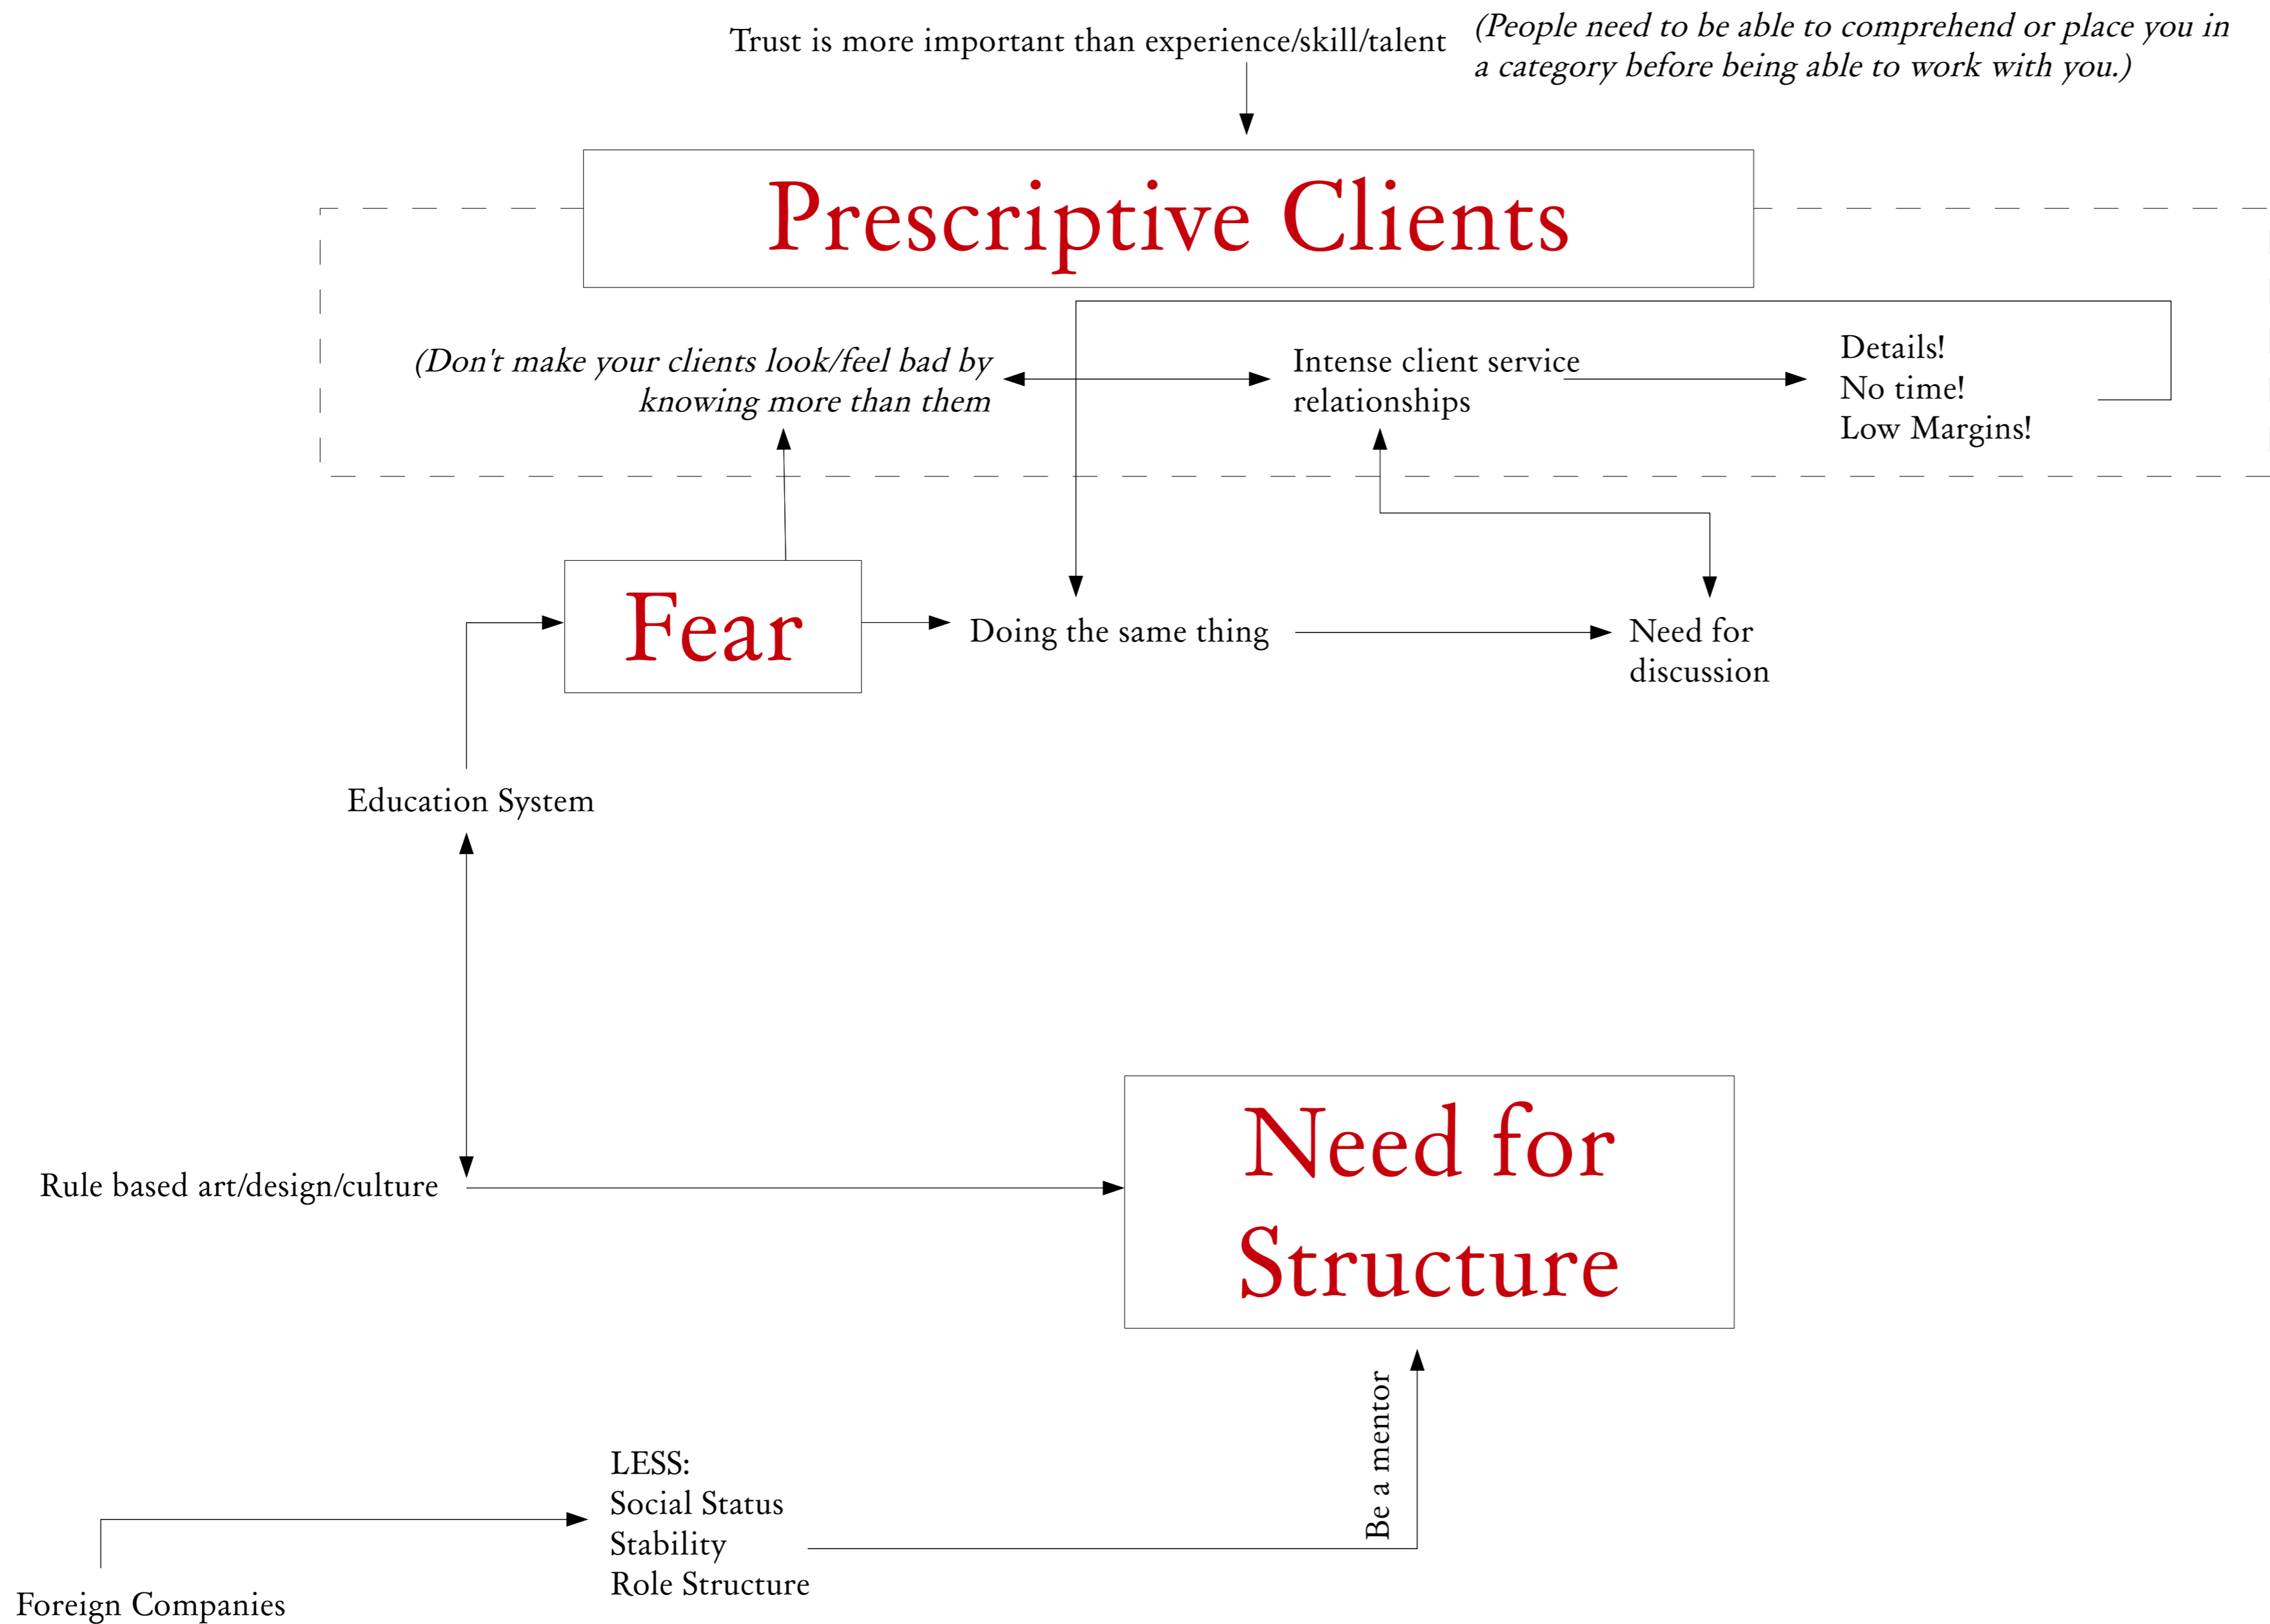 Trust is more important than experience/skill/talent
(People need to be able to comprehend or place you in
a category before being able to work with you.)
Prescriptive Clients
(Don't make your clients look/feel bad by
knowing more than them
Intense client service
relationships
Details!
No time!
Low Margins!
Fear
Doing the same thing
Need for
discussion
Education System
Rule based art/design/culture
Need for
Structure
Be a mentor
LESS:
Social Status
Stability
Role Structure
Foreign Companies